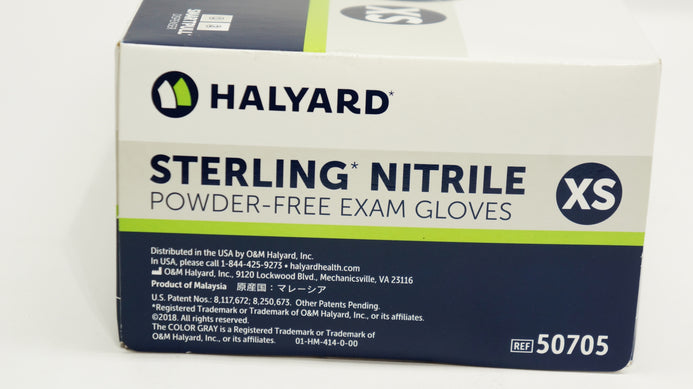 SMARTPULL*
DISPENSER
XS
HALYARD*
STERLING* NITRILE
POWDER-FREE EXAM GLOVES
XS
Distributed in the USA by O&M Halyard, Inc.
In USA, please call 1-844-425-9273 • halyardhealth.com
O&M Halyard, Inc., 9120 Lockwood Blvd., Mechanicsville, VA 23116
Product of Malaysia 原産国：マレーシア
U.S. Patent Nos.: 8,117,672; 8,250,673. Other Patents Pending.
*Registered Trademark or Trademark of O&M Halyard, Inc., or its affiliates.
©2018. All rights reserved.
The COLOR GRAY is a Registered Trademark or Trademark of
O&M Halyard, Inc., or its affiliates. 01-HM-414-0-00
REF 50705